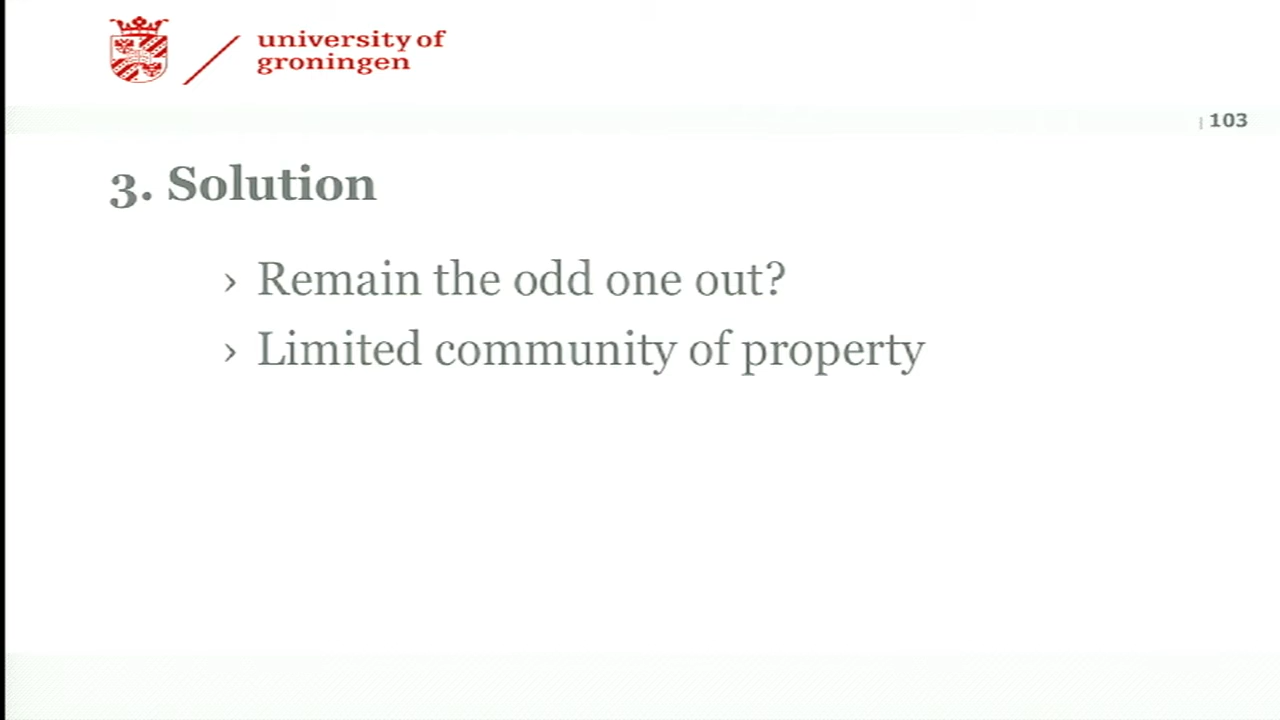 university of
groningen
| 103
3. Solution
› Remain the odd one out?
› Limited community of property